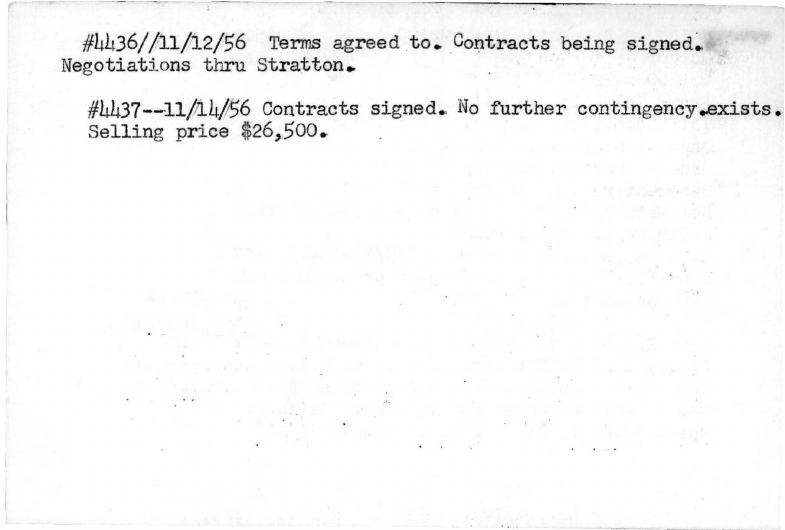 #4436//11/12/56 Terms agreed to. Contracts being signed.
Negotiations thru Stratton.
#4437--11/14/56 Contracts signed. No further contingency.exists.
Selling price $26,500.